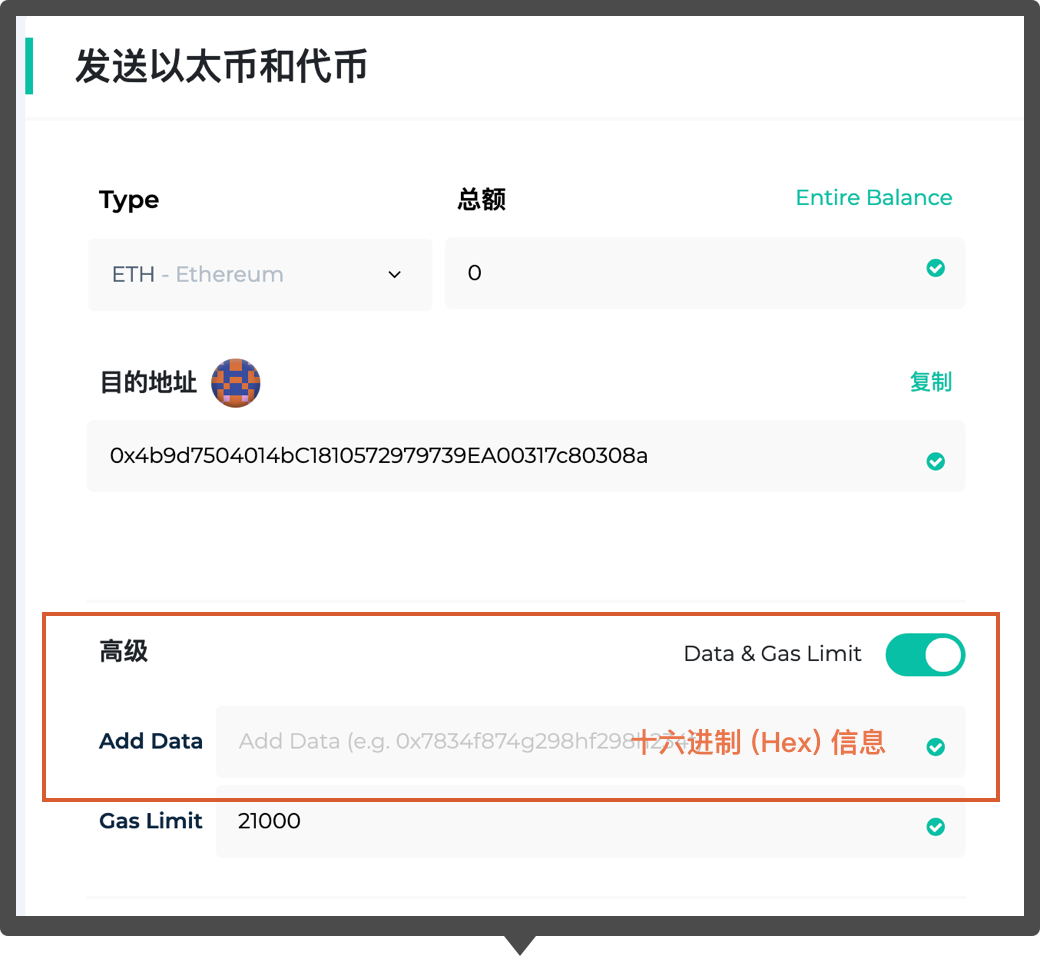 发送以太币和代币
Type
总额
Entire Balance
ETH - Ethereum
0
目的地址
复制
0x4b9d7504014bC1810572979739EA00317c80308a
高级
Data & Gas Limit
Add Data
Add Data (e.g. 0x7834f874g298hf298h234f)
十六进制 (Hex) 信息
Gas Limit
21000